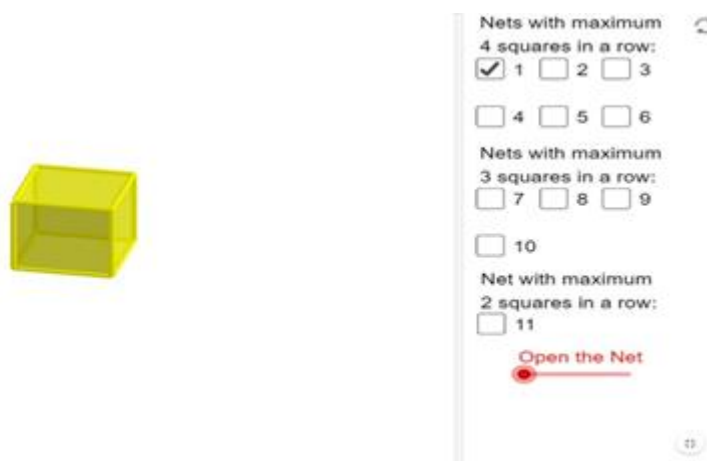 Nets with maximum
4 squares in a row:
1 2 3
4 5 6
Nets with maximum
3 squares in a row:
7 8 9
10
Net with maximum
2 squares in a row:
11
Open the Net